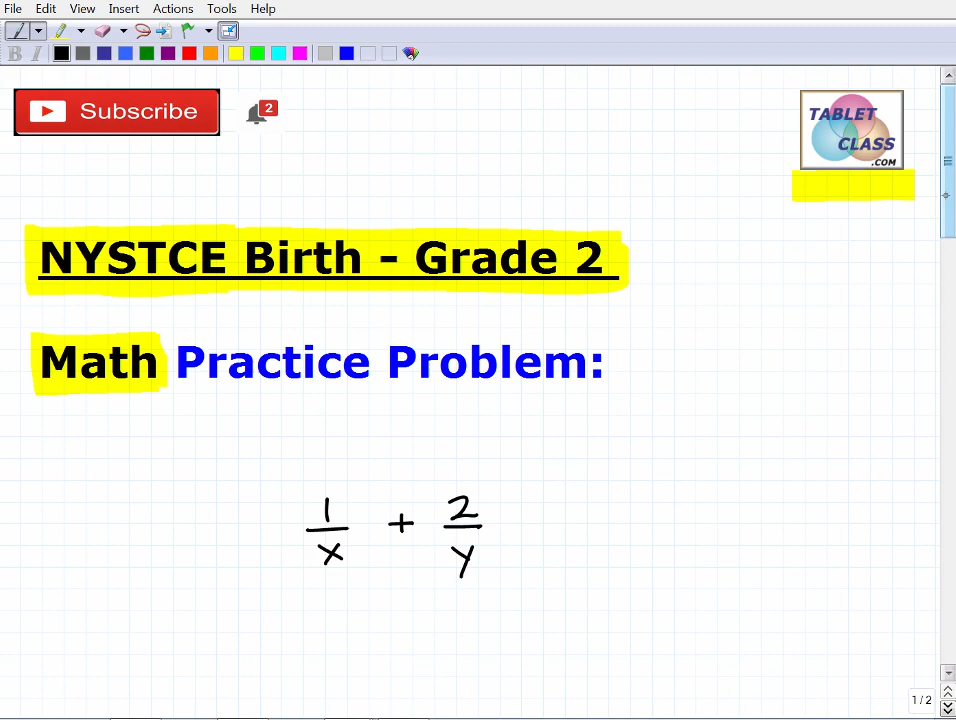 File Edit View Insert Actions Tools Help
B I
Subscribe
2
TABLET
CLASS
.COM
NYSTCE Birth - Grade 2
Math Practice Problem:
1/x + 2/y
1 / 2